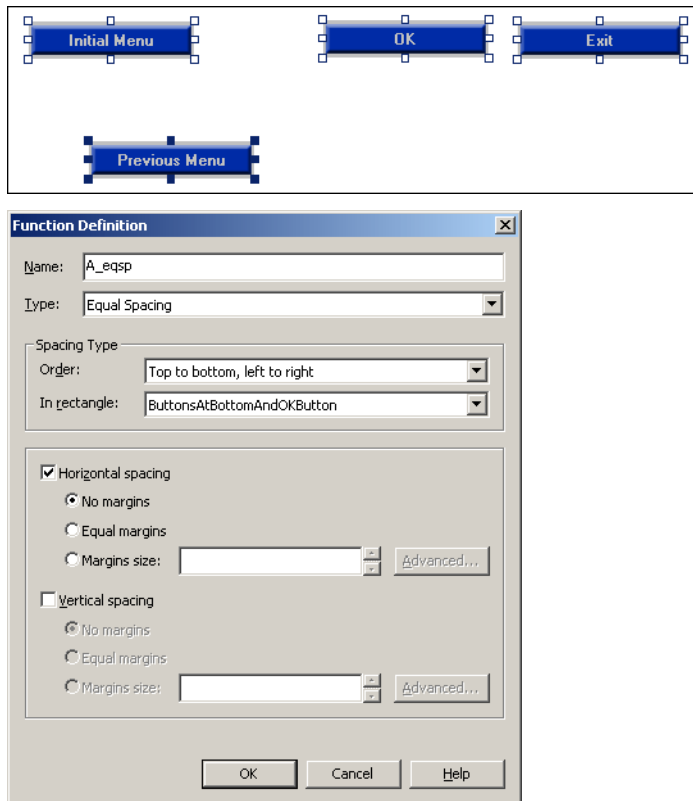 Initial Menu OK Exit
Previous Menu
Function Definition
Name: A_eqsp
Type: Equal Spacing
Spacing Type
Order: Top to bottom, left to right
In rectangle: ButtonsAtBottomAndOKButton
Horizontal spacing
No margins
Equal margins
Margins size: Advanced...
Vertical spacing
No margins
Equal margins
Margins size: Advanced...
OK Cancel Help